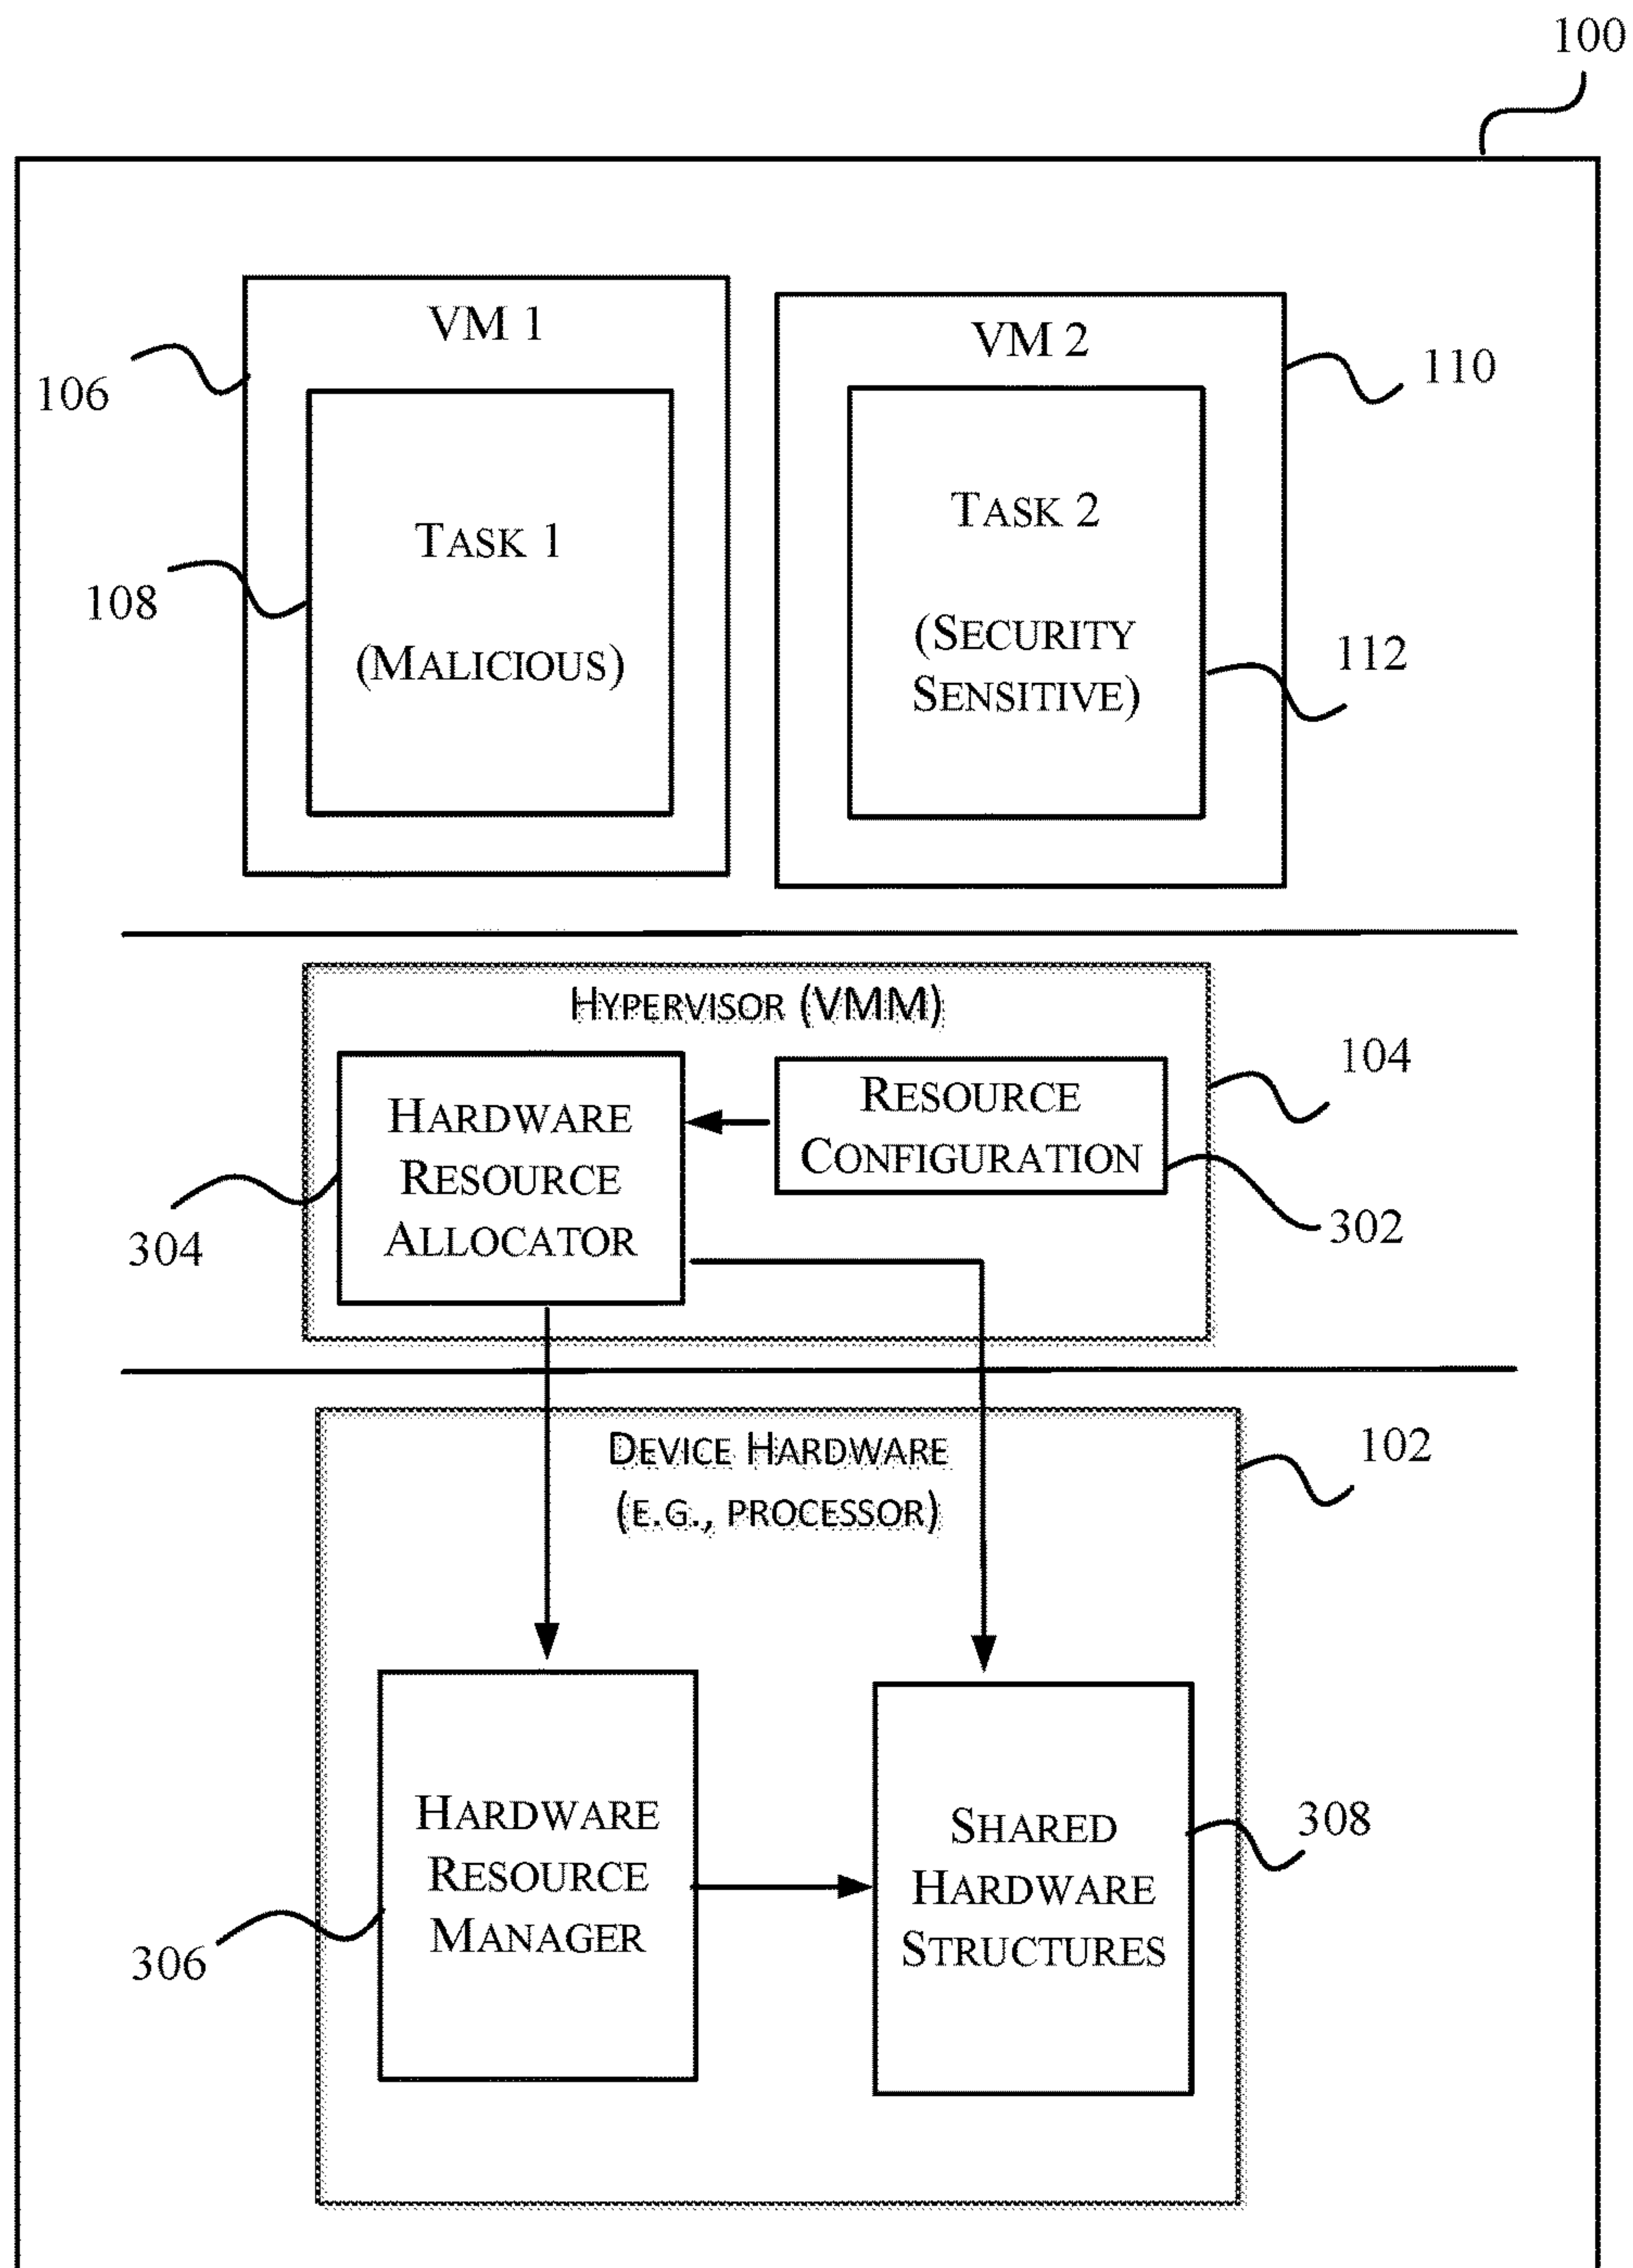 100
VM 1
VM 2
106
110
TASK 1
(MALICIOUS)
108
TASK 2
(SECURITY
SENSITIVE)
112
HYPERVISOR (VMM)
104
HARDWARE
RESOURCE
ALLOCATOR
RESOURCE
CONFIGURATION
304
302
DEVICE HARDWARE
(E.G., PROCESSOR)
102
HARDWARE
RESOURCE
MANAGER
SHARED
HARDWARE
STRUCTURES
308
306